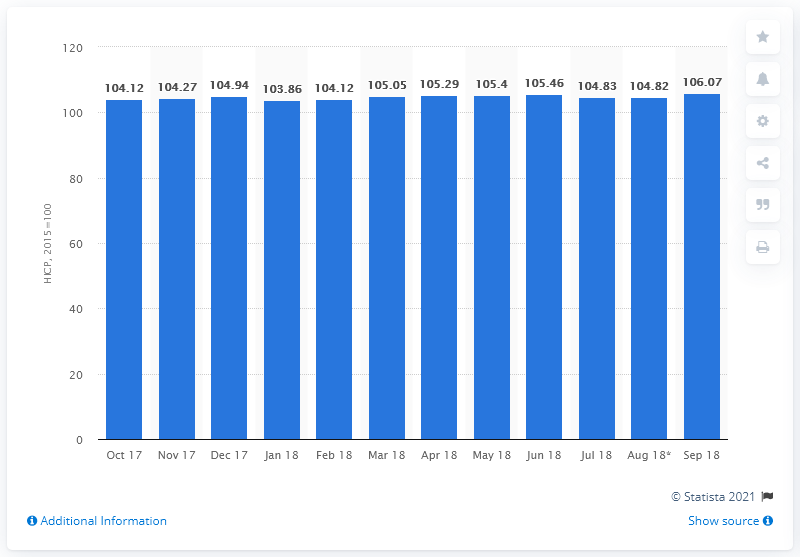 120
104.12 104.27 104.94 103.86 104.12 105.05 105.29 105.4 105.46 104.83 104.82 106.07
100
80
60
40
20
0
HICP, 2015=100
Oct 17 Nov 17 Dec 17 Jan 18 Feb 18 Mar 18 Apr 18 May 18 Jun 18 Jul 18 Aug 18* Sep 18
© Statista 2021
Additional Information Show source